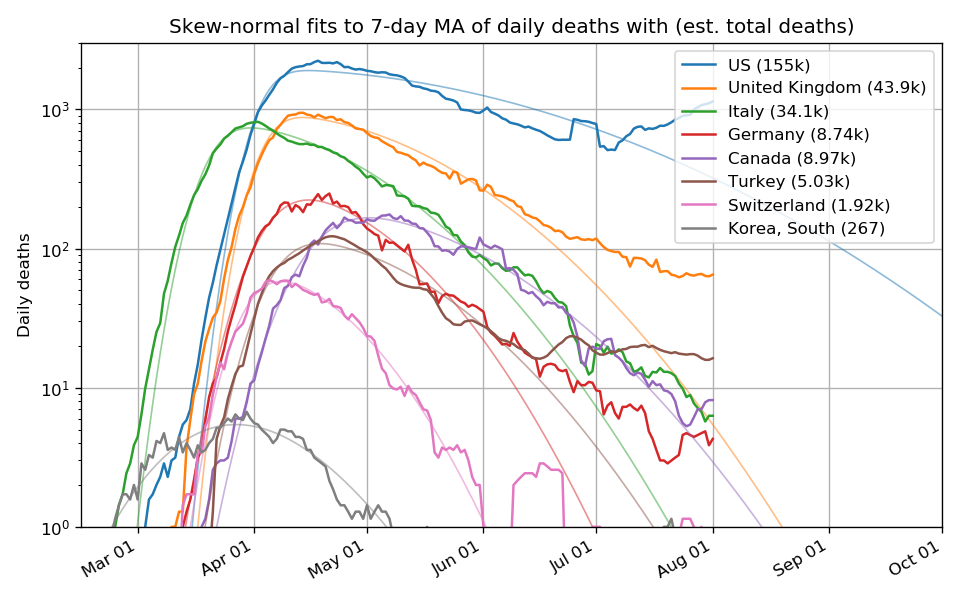 Skew-normal fits to 7-day MA of daily deaths with (est. total deaths)
US (155k)
United Kingdom (43.9k)
Italy (34.1k)
Germany (8.74k)
Canada (8.97k)
Turkey (5.03k)
Switzerland (1.92k)
Korea, South (267)
Daily deaths
10³
10²
10¹
10⁰
Mar 01
Apr 01
May 01
Jun 01
Jul 01
Aug 01
Sep 01
Oct 01